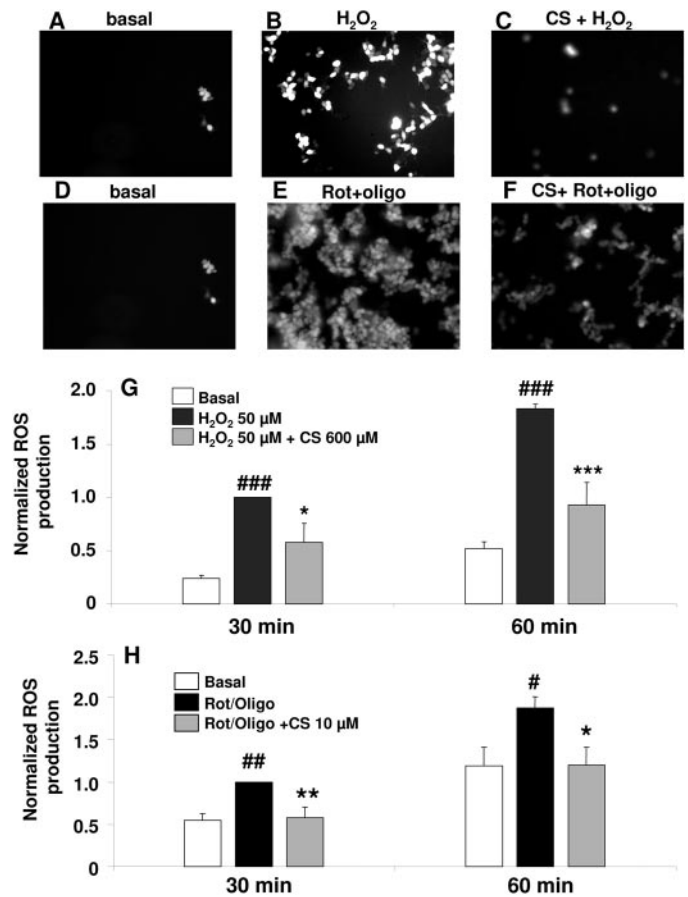 A basal
B H₂O₂
C CS + H₂O₂
D basal
E Rot+oligo
F CS+ Rot+oligo
G
Normalized ROS production
2.0
1.5
1.0
0.5
0
Basal
H₂O₂ 50 µM
H₂O₂ 50 µM + CS 600 µM
###
*
###
***
30 min
60 min
H
Normalized ROS production
2.5
2.0
1.5
1.0
0.5
0
Basal
Rot/Oligo
Rot/Oligo +CS 10 µM
##
**
#
*
30 min
60 min